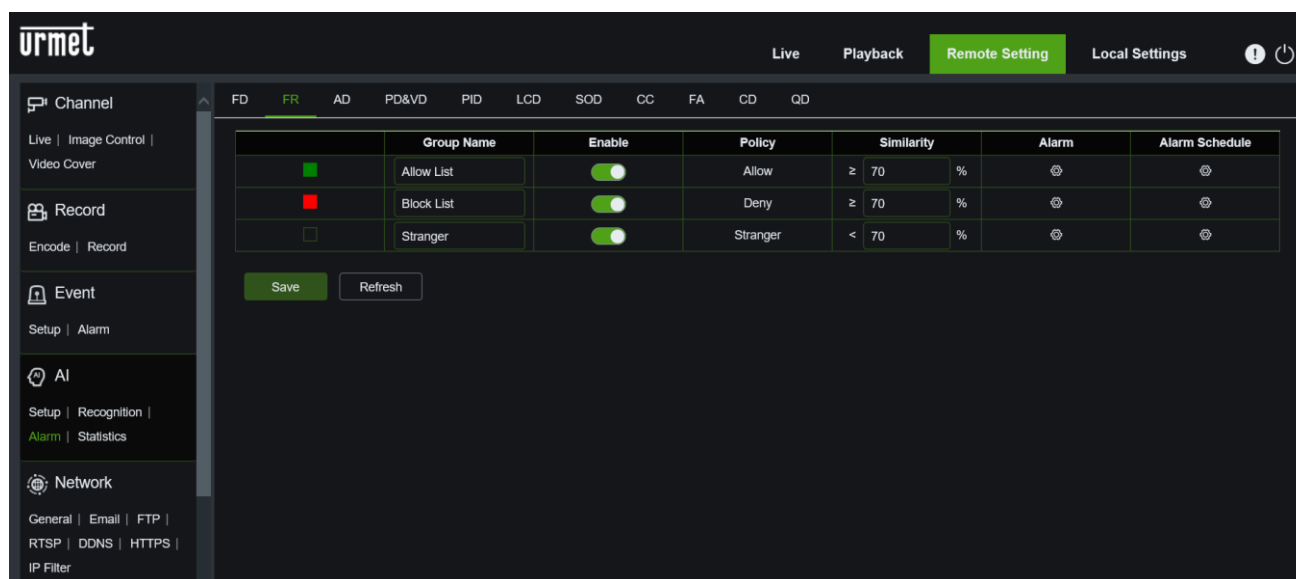 urmet
Live Playback Remote Setting Local Settings
Channel
Live | Image Control |
Video Cover
Record
Encode | Record
Event
Setup | Alarm
AI
Setup | Recognition |
Alarm | Statistics
Network
General | Email | FTP |
RTSP | DDNS | HTTPS |
IP Filter
FD FR AD PD&VD PID LCD SOD CC FA CD QD
Group Name Enable Policy Similarity Alarm Alarm Schedule
Allow List Allow ≥ 70 %
Block List Deny ≥ 70 %
Stranger Stranger < 70 %
Save Refresh